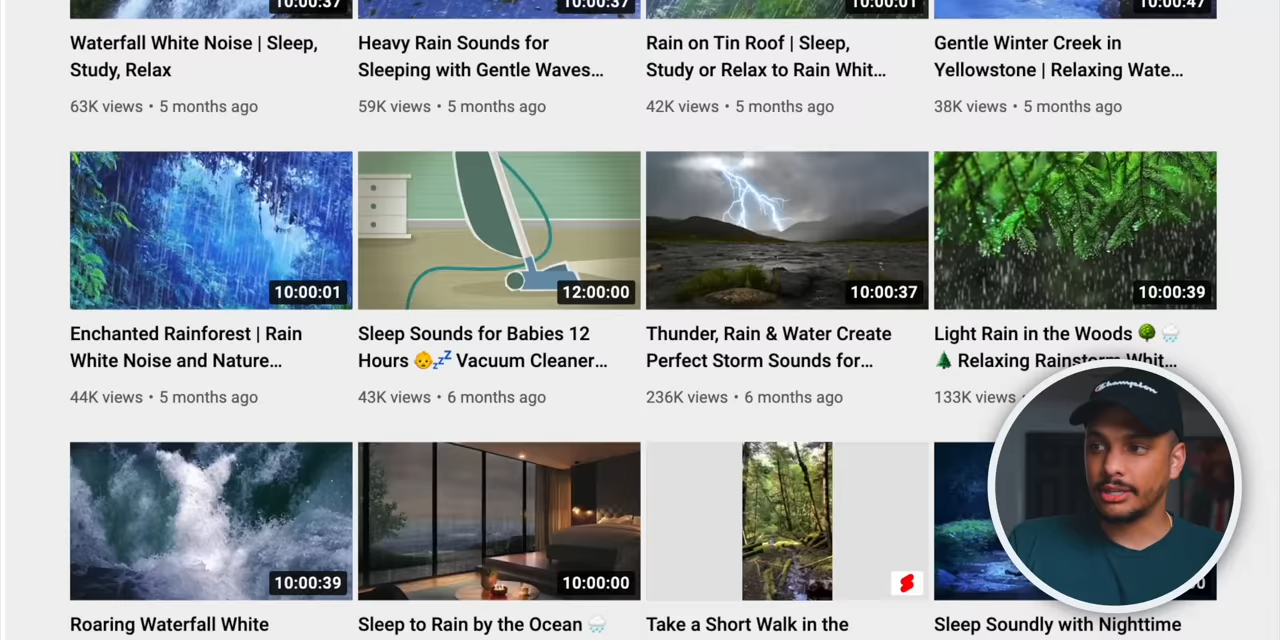 10:00:37
10:00:37
10:00:01
10:00:47
Waterfall White Noise | Sleep,
Study, Relax
63K views • 5 months ago
Heavy Rain Sounds for
Sleeping with Gentle Waves...
59K views • 5 months ago
Rain on Tin Roof | Sleep,
Study or Relax to Rain Whit...
42K views • 5 months ago
Gentle Winter Creek in
Yellowstone | Relaxing Wate...
38K views • 5 months ago
10:00:01
12:00:00
10:00:37
10:00:39
Enchanted Rainforest | Rain
White Noise and Nature...
44K views • 5 months ago
Sleep Sounds for Babies 12
Hours 👶💤 Vacuum Cleaner...
43K views • 6 months ago
Thunder, Rain & Water Create
Perfect Storm Sounds for...
236K views • 6 months ago
Light Rain in the Woods 🌳🌧️
🌲 Relaxing Rainstorm Whit...
133K views
Champion
10:00:39
10:00:00
Roaring Waterfall White
Sleep to Rain by the Ocean 🌧️
Take a Short Walk in the
Sleep Soundly with Nighttime